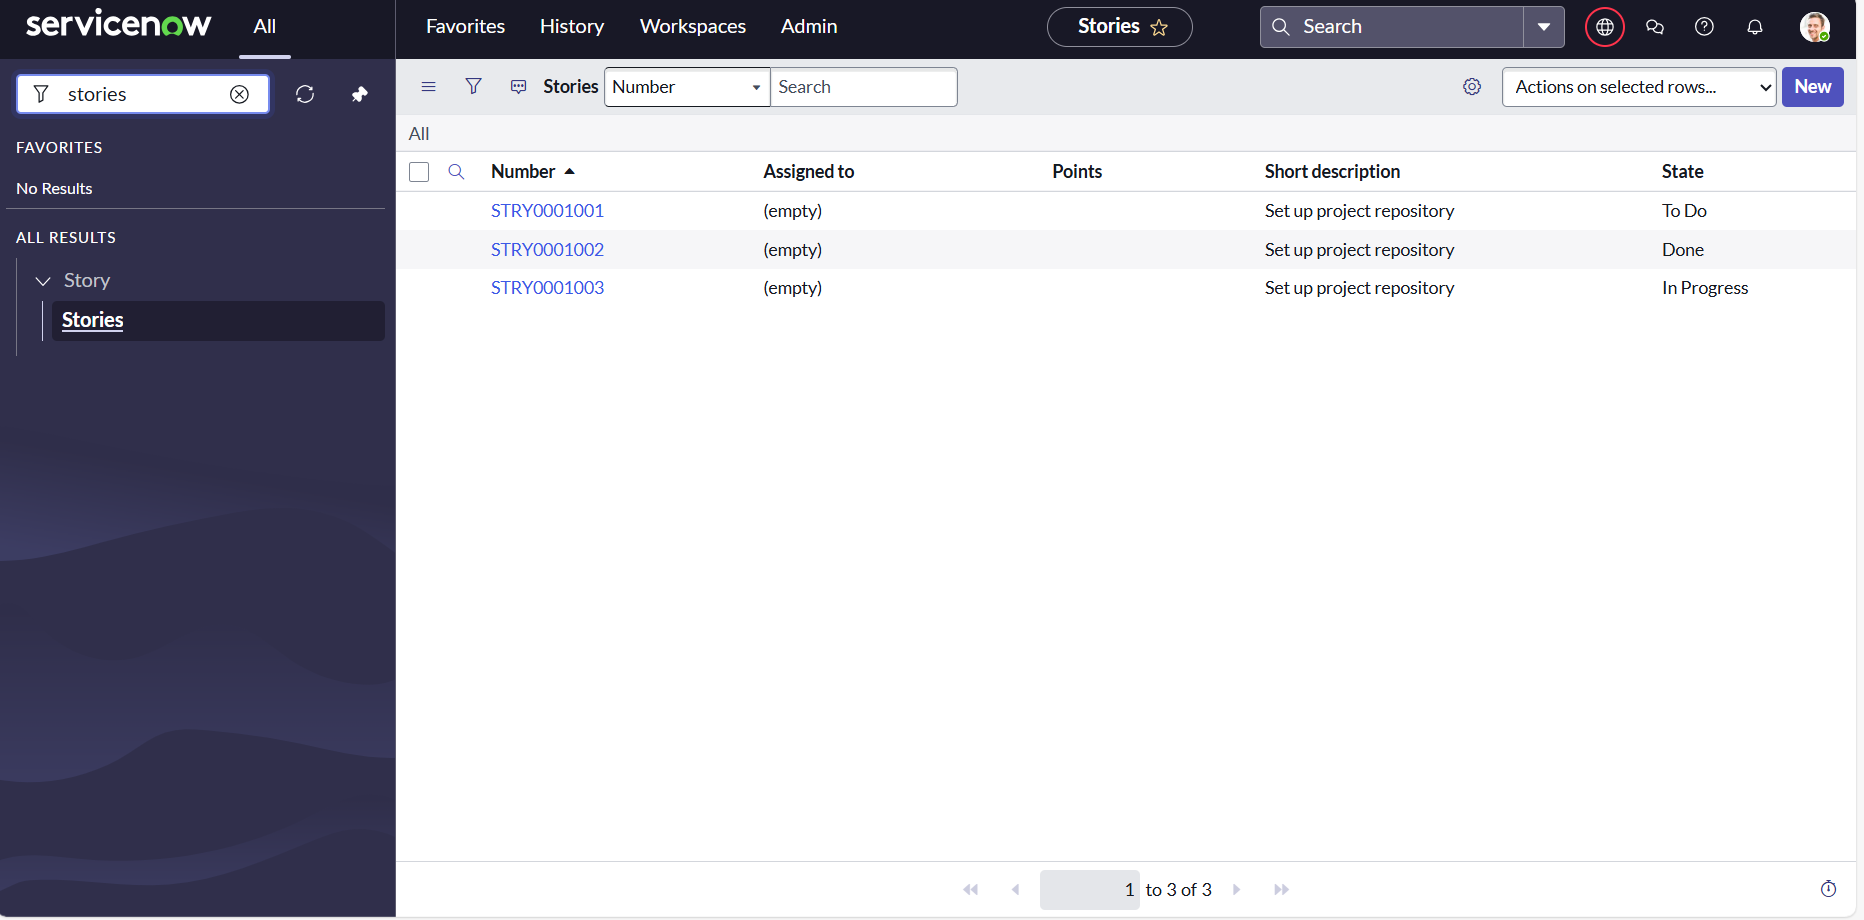 servicenow
All
Favorites
History
Workspaces
Admin
Stories
Search
stories
FAVORITES
No Results
ALL RESULTS
Story
Stories
Stories
Number
Search
Actions on selected rows...
New
All
Number Assigned to Points Short description State
STRY0001001 (empty) Set up project repository To Do
STRY0001002 (empty) Set up project repository Done
STRY0001003 (empty) Set up project repository In Progress
1 to 3 of 3